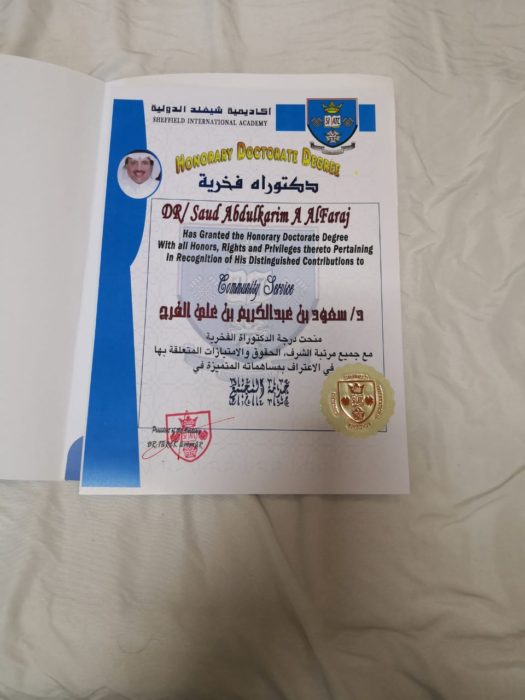 أكاديمية شيفلد الدولية
SHEFFIELD INTERNATIONAL ACADEMY
HONORARY DOCTORATE DEGREE
دكتوراه فخرية
DR/ Saud Abdulkarim A AlFaraj
Has Granted the Honorary Doctorate Degree
With all Honors, Rights and Privileges thereto Pertaining
In Recognition of His Distinguished Contributions to
Community Service
د/ سعود بن عبدالكريم بن علي الفرج
منحت درجة الدكتوراة الفخرية
مع جميع مرتبة الشرف، الحقوق والامتيازات المتعلقة بها
في الاعتراف بمساهماته المتميزة في
خدمة المجتمع